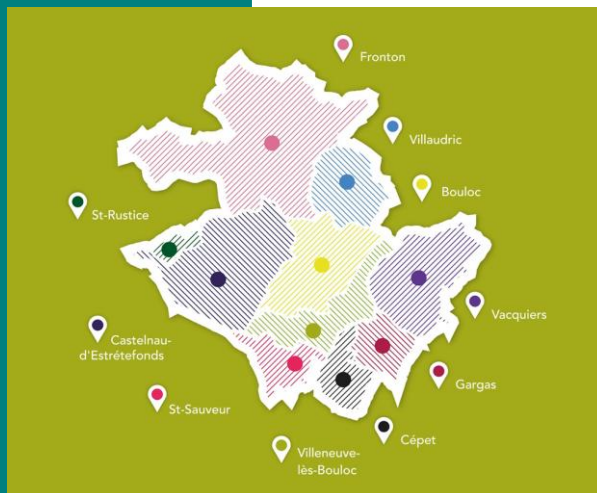 Fronton
Villaudric
Bouloc
St-Rustice
Vacquiers
Castelnau-
d'Estrétefonds
Gargas
St-Sauveur
Cépet
Villeneuve-
lès-Bouloc